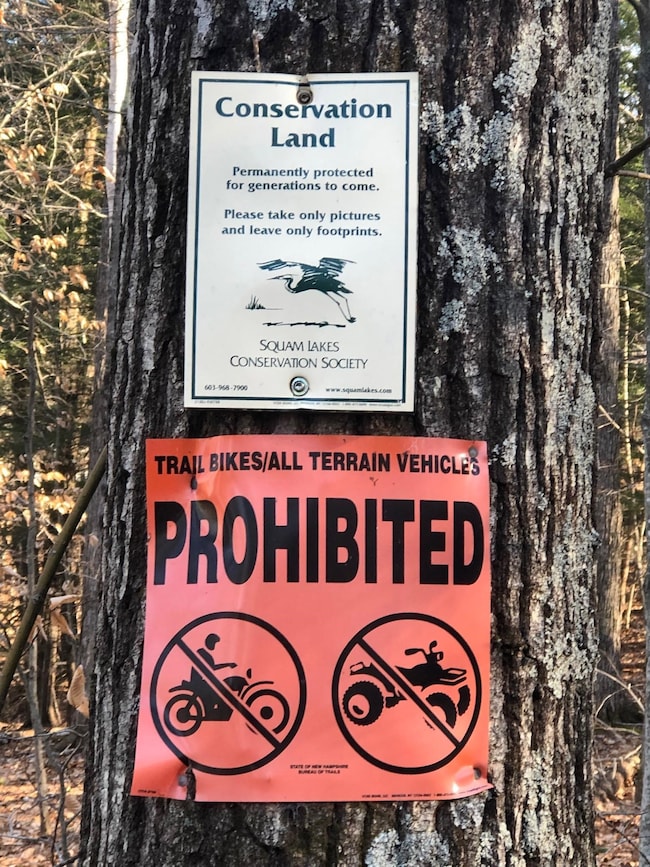 Conservation
Land
Permanently protected
for generations to come.
Please take only pictures
and leave only footprints.
SQUAM LAKES
CONSERVATION SOCIETY
603-968-7900
www.squamlakes.com
TRAIL BIKES/ALL TERRAIN VEHICLES
PROHIBITED
STATE OF NEW HAMPSHIRE
BUREAU OF TRAILS